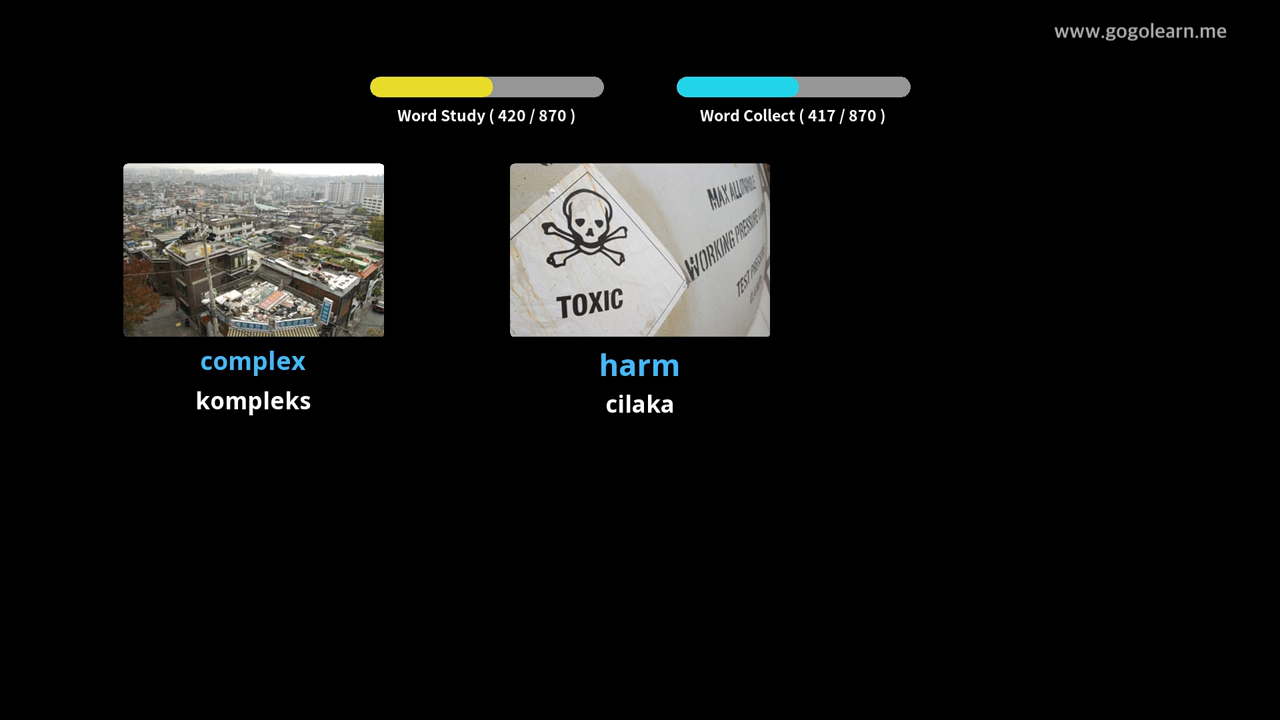 www.gogolearn.me
Word Study ( 420 / 870 )
Word Collect ( 417 / 870 )
MAX ALLOWABLE
WORKING PRESSURE
TEST
TOXIC
complex
harm
kompleks
cilaka